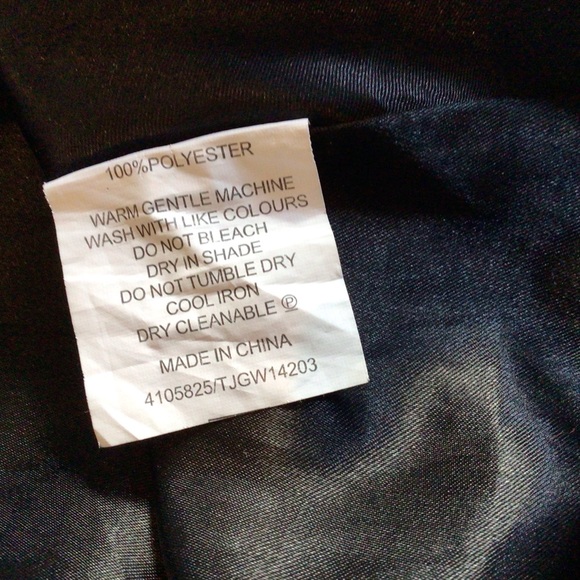 100%POLYESTER
WARM GENTLE MACHINE
WASH WITH LIKE COLOURS
DO NOT BLEACH
DRY IN SHADE
DO NOT TUMBLE DRY
COOL IRON
DRY CLEANABLE Ⓟ
MADE IN CHINA
4105825/TJGW14203